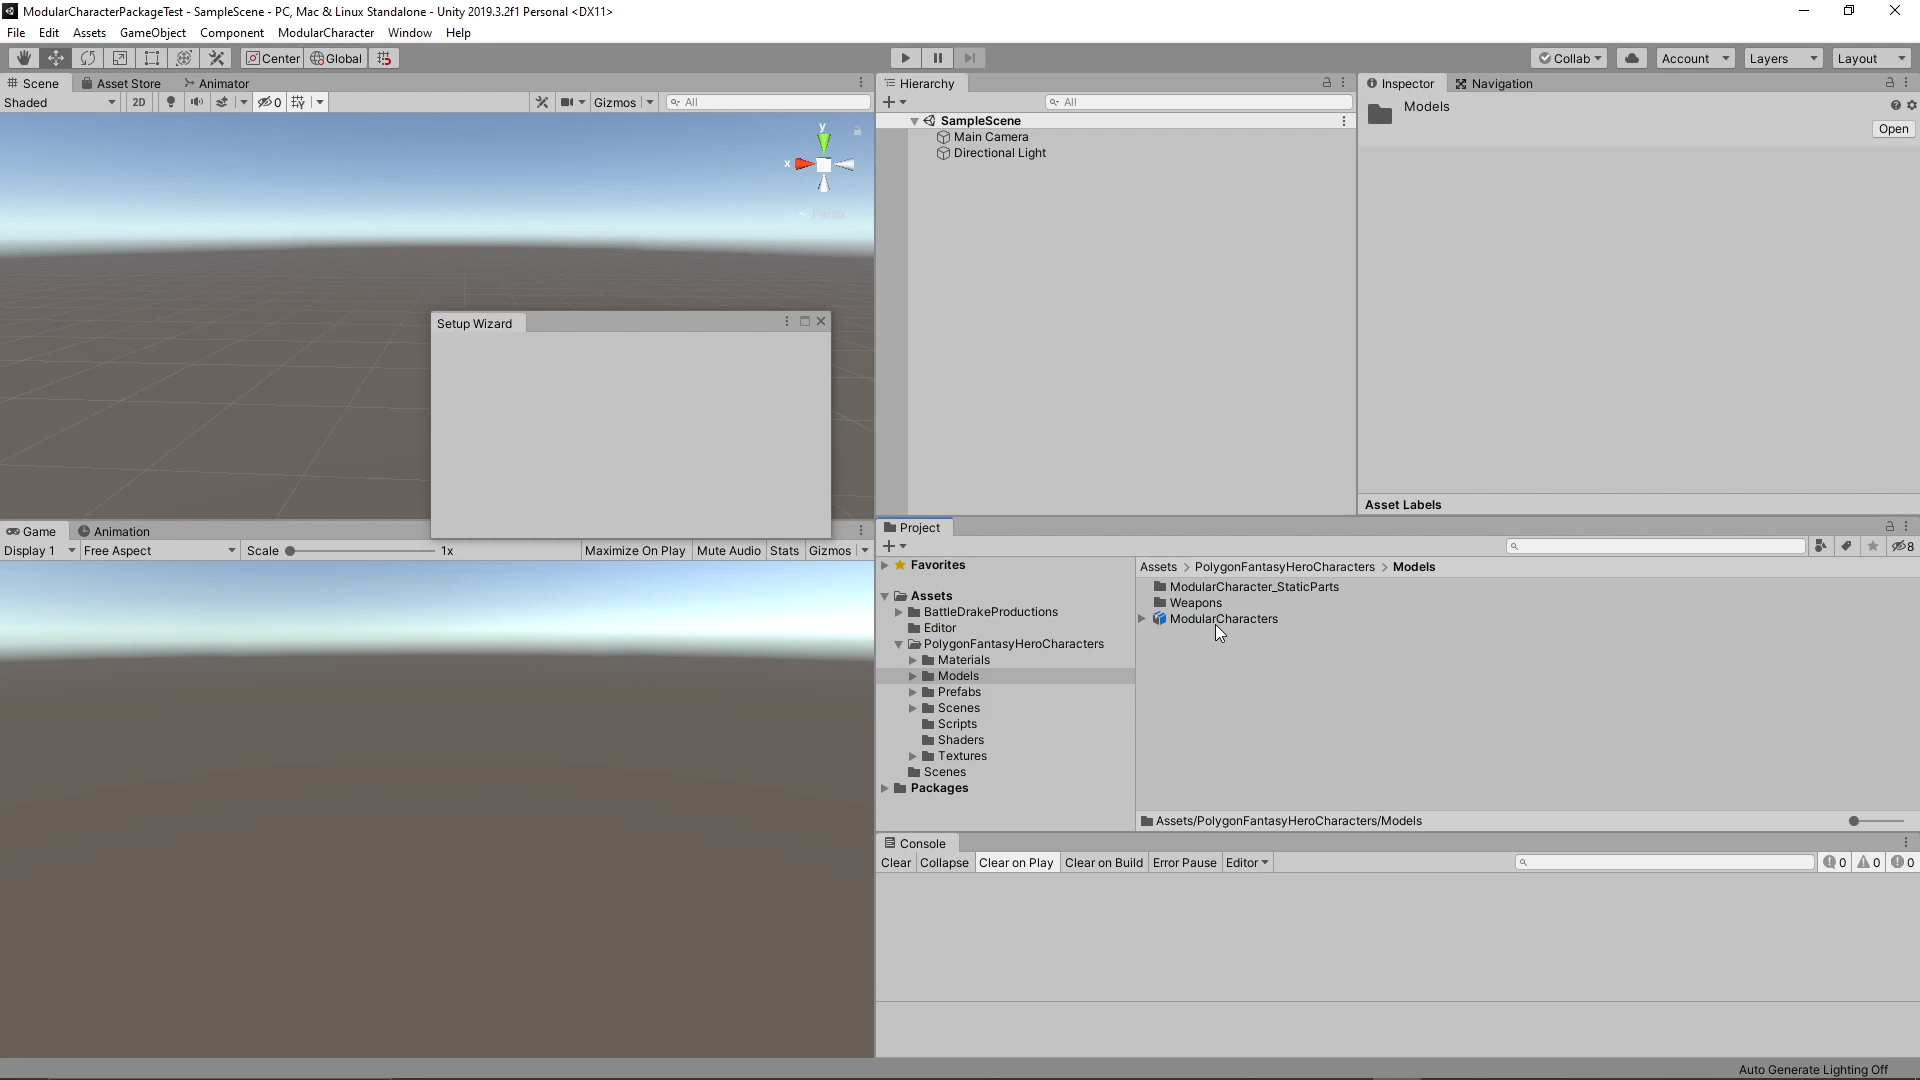 ModularCharacterPackageTest - SampleScene - PC, Mac & Linux Standalone - Unity 2019.3.2f1 Personal <DX11>
File Edit Assets GameObject Component ModularCharacter Window Help
Center Global Collab Account Layers Layout
Scene Asset Store Animator
Shaded 2D 0 Gizmos All
y
x
Persp
Setup Wizard
Hierarchy
All
SampleScene
Main Camera
Directional Light
Inspector Navigation
Models
Open
Asset Labels
Game Animation
Display 1 Free Aspect Scale 1x Maximize On Play Mute Audio Stats Gizmos
Project
8
Favorites
Assets
BattleDrakeProductions
Editor
PolygonFantasyHeroCharacters
Materials
Models
Prefabs
Scenes
Scripts
Shaders
Textures
Scenes
Packages
Assets > PolygonFantasyHeroCharacters > Models
ModularCharacter_StaticParts
Weapons
ModularCharacters
Assets/PolygonFantasyHeroCharacters/Models
Console
Clear Collapse Clear on Play Clear on Build Error Pause Editor 0 0 0
Auto Generate Lighting Off